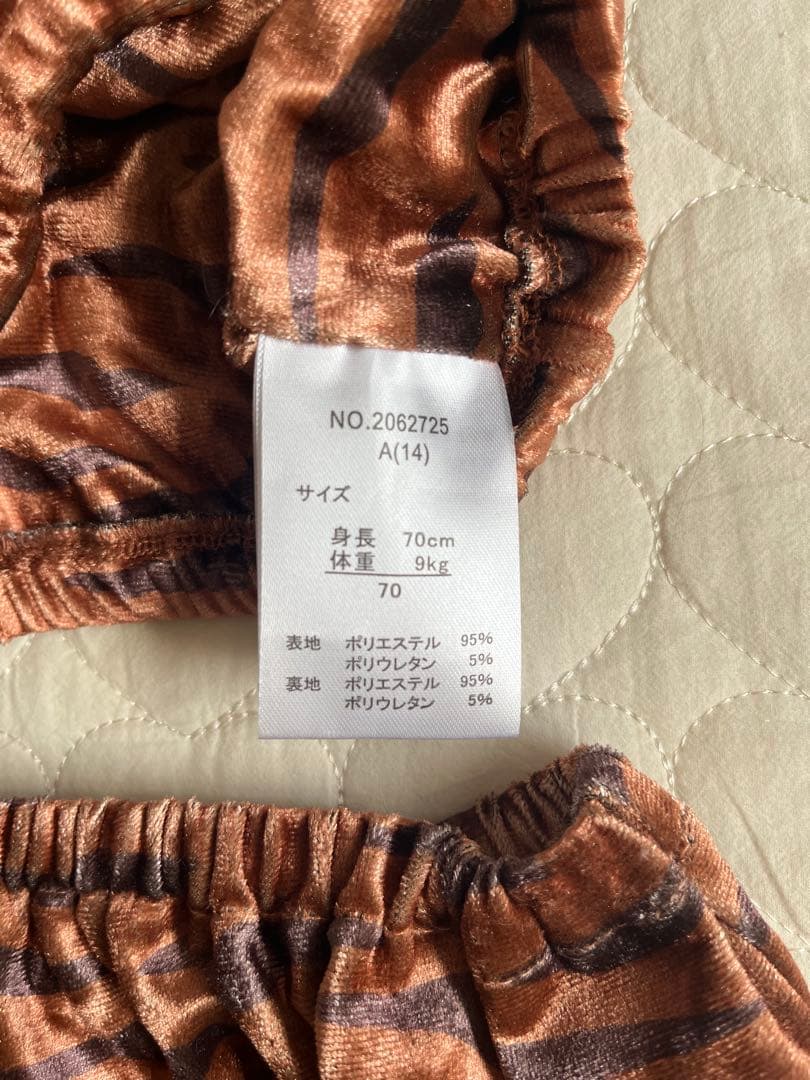 NO.2062725
A(14)
サイズ
身長 70cm
体重 9kg
70
表地 ポリエステル 95%
ポリウレタン 5%
裏地 ポリエステル 95%
ポリウレタン 5%